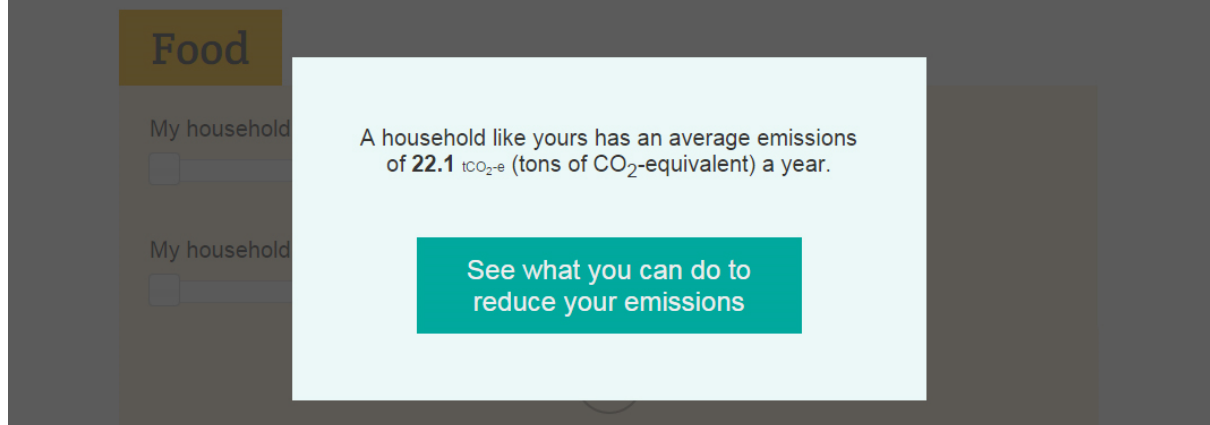 Food
My household
A household like yours has an average emissions
of 22.1 tCO₂-e (tons of CO₂-equivalent) a year.
My household
See what you can do to
reduce your emissions